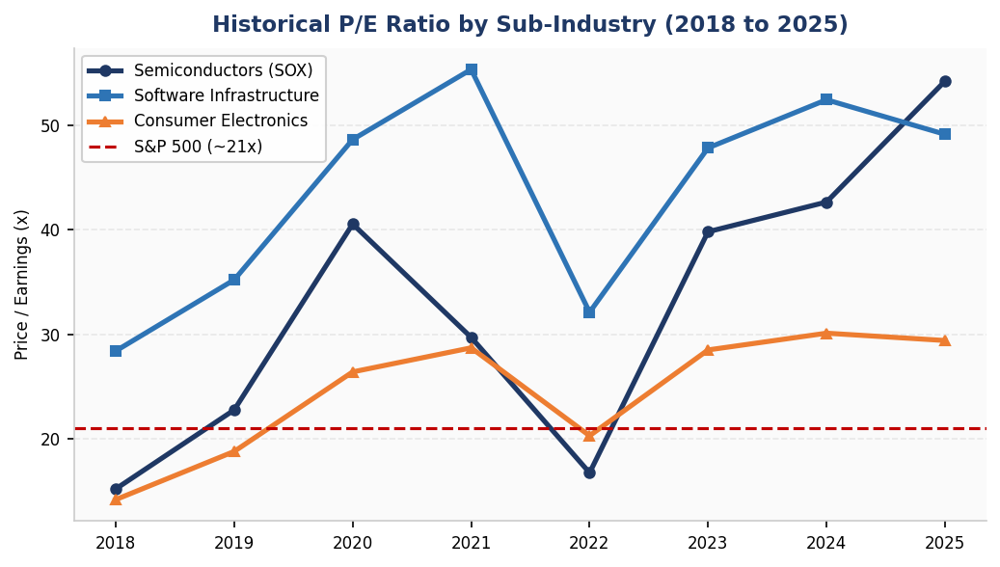 Historical P/E Ratio by Sub-Industry (2018 to 2025)
Semiconductors (SOX)
Software Infrastructure
Consumer Electronics
S&P 500 (~21x)
Price / Earnings (x)
50
40
30
20
2018 2019 2020 2021 2022 2023 2024 2025